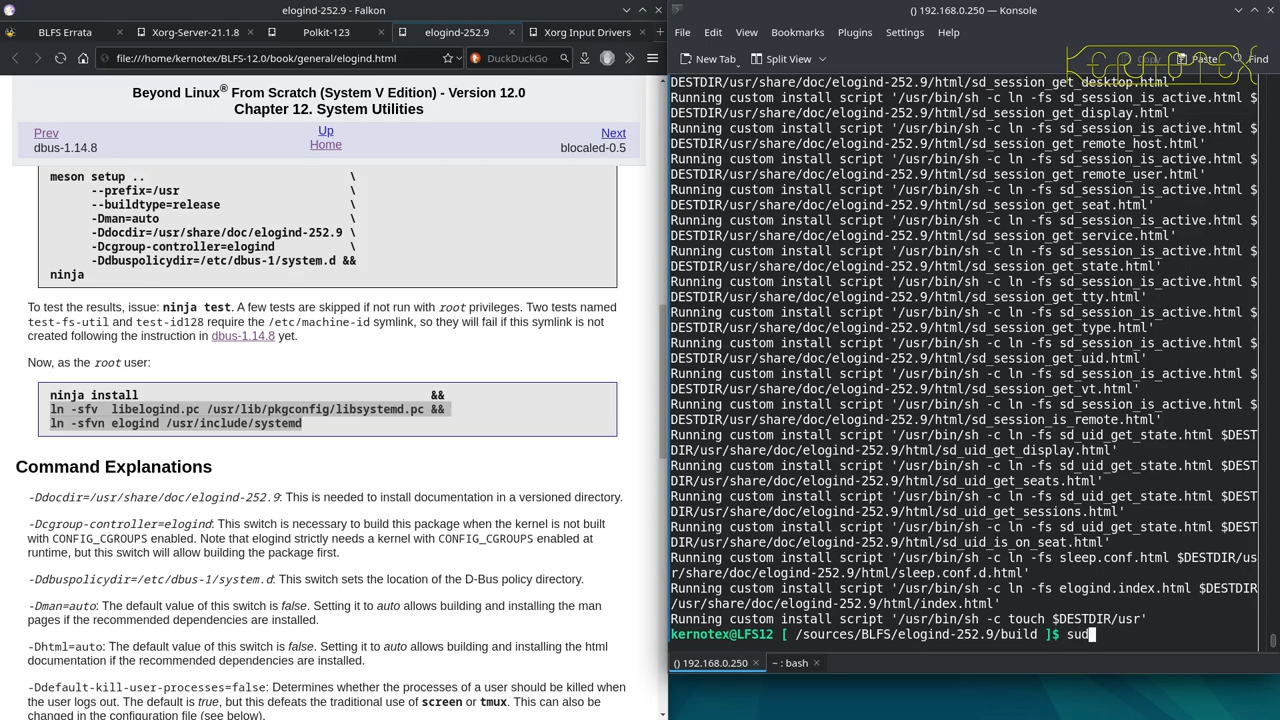 elogind-252.9 - Falkon
BLFS Errata
Xorg-Server-21.1.8
Polkit-123
elogind-252.9
Xorg Input Drivers
file:///home/kernotex/BLFS-12.0/book/general/elogind.html
DuckDuckGo
Beyond Linux® From Scratch (System V Edition) - Version 12.0
Chapter 12. System Utilities
Prev
Up
Next
dbus-1.14.8
Home
blocaled-0.5
meson setup .. \
--prefix=/usr \
--buildtype=release \
-Dman=auto \
-Ddocdir=/usr/share/doc/elogind-252.9 \
-Dcgroup-controller=elogind \
-Ddbuspolicydir=/etc/dbus-1/system.d &&
ninja
To test the results, issue: ninja test. A few tests are skipped if not run with root privileges. Two tests named
test-fs-util and test-id128 require the /etc/machine-id symlink, so they will fail if this symlink is not
created following the instruction in dbus-1.14.8 yet.
Now, as the root user:
ninja install &&
ln -sfv libelogind.pc /usr/lib/pkgconfig/libsystemd.pc &&
ln -sfvn elogind /usr/include/systemd
Command Explanations
-Ddocdir=/usr/share/doc/elogind-252.9: This is needed to install documentation in a versioned directory.
-Dcgroup-controller=elogind: This switch is necessary to build this package when the kernel is not built
with CONFIG_CGROUPS enabled. Note that elogind strictly needs a kernel with CONFIG_CGROUPS enabled at
runtime, but this switch will allow building the package first.
-Ddbuspolicydir=/etc/dbus-1/system.d: This switch sets the location of the D-Bus policy directory.
-Dman=auto: The default value of this switch is false. Setting it to auto allows building and installing the man
pages if the recommended dependencies are installed.
-Dhtml=auto: The default value of this switch is false. Setting it to auto allows building and installing the html
documentation if the recommended dependencies are installed.
-Ddefault-kill-user-processes=false: Determines whether the processes of a user should be killed when
the user logs out. The default is true, but this defeats the traditional use of screen or tmux. This can also be
changed in the configuration file (see below).
() 192.168.0.250 — Konsole
File Edit View Bookmarks Plugins Settings Help
New Tab
Split View
Copy
Paste
Find
KERNOTEX
DESTDIR/usr/share/doc/elogind-252.9/html/sd_session_get_desktop.html'
Running custom install script '/usr/bin/sh -c ln -fs sd_session_is_active.html $
DESTDIR/usr/share/doc/elogind-252.9/html/sd_session_get_display.html'
Running custom install script '/usr/bin/sh -c ln -fs sd_session_is_active.html $
DESTDIR/usr/share/doc/elogind-252.9/html/sd_session_get_remote_host.html'
Running custom install script '/usr/bin/sh -c ln -fs sd_session_is_active.html $
DESTDIR/usr/share/doc/elogind-252.9/html/sd_session_get_remote_user.html'
Running custom install script '/usr/bin/sh -c ln -fs sd_session_is_active.html $
DESTDIR/usr/share/doc/elogind-252.9/html/sd_session_get_seat.html'
Running custom install script '/usr/bin/sh -c ln -fs sd_session_is_active.html $
DESTDIR/usr/share/doc/elogind-252.9/html/sd_session_get_service.html'
Running custom install script '/usr/bin/sh -c ln -fs sd_session_is_active.html $
DESTDIR/usr/share/doc/elogind-252.9/html/sd_session_get_state.html'
Running custom install script '/usr/bin/sh -c ln -fs sd_session_is_active.html $
DESTDIR/usr/share/doc/elogind-252.9/html/sd_session_get_tty.html'
Running custom install script '/usr/bin/sh -c ln -fs sd_session_is_active.html $
DESTDIR/usr/share/doc/elogind-252.9/html/sd_session_get_type.html'
Running custom install script '/usr/bin/sh -c ln -fs sd_session_is_active.html $
DESTDIR/usr/share/doc/elogind-252.9/html/sd_session_get_uid.html'
Running custom install script '/usr/bin/sh -c ln -fs sd_session_is_active.html $
DESTDIR/usr/share/doc/elogind-252.9/html/sd_session_get_vt.html'
Running custom install script '/usr/bin/sh -c ln -fs sd_session_is_active.html $
DESTDIR/usr/share/doc/elogind-252.9/html/sd_session_is_remote.html'
Running custom install script '/usr/bin/sh -c ln -fs sd_uid_get_state.html $DEST
DIR/usr/share/doc/elogind-252.9/html/sd_uid_get_display.html'
Running custom install script '/usr/bin/sh -c ln -fs sd_uid_get_state.html $DEST
DIR/usr/share/doc/elogind-252.9/html/sd_uid_get_seats.html'
Running custom install script '/usr/bin/sh -c ln -fs sd_uid_get_state.html $DEST
DIR/usr/share/doc/elogind-252.9/html/sd_uid_get_sessions.html'
Running custom install script '/usr/bin/sh -c ln -fs sd_uid_get_state.html $DEST
DIR/usr/share/doc/elogind-252.9/html/sd_uid_is_on_seat.html'
Running custom install script '/usr/bin/sh -c ln -fs sleep.conf.html $DESTDIR/us
r/share/doc/elogind-252.9/html/sleep.conf.d.html'
Running custom install script '/usr/bin/sh -c ln -fs elogind.index.html $DESTDIR
/usr/share/doc/elogind-252.9/html/index.html'
Running custom install script '/usr/bin/sh -c touch $DESTDIR/usr'
kernotex@LFS12 [ /sources/BLFS/elogind-252.9/build ]$ sud
() 192.168.0.250
~ : bash